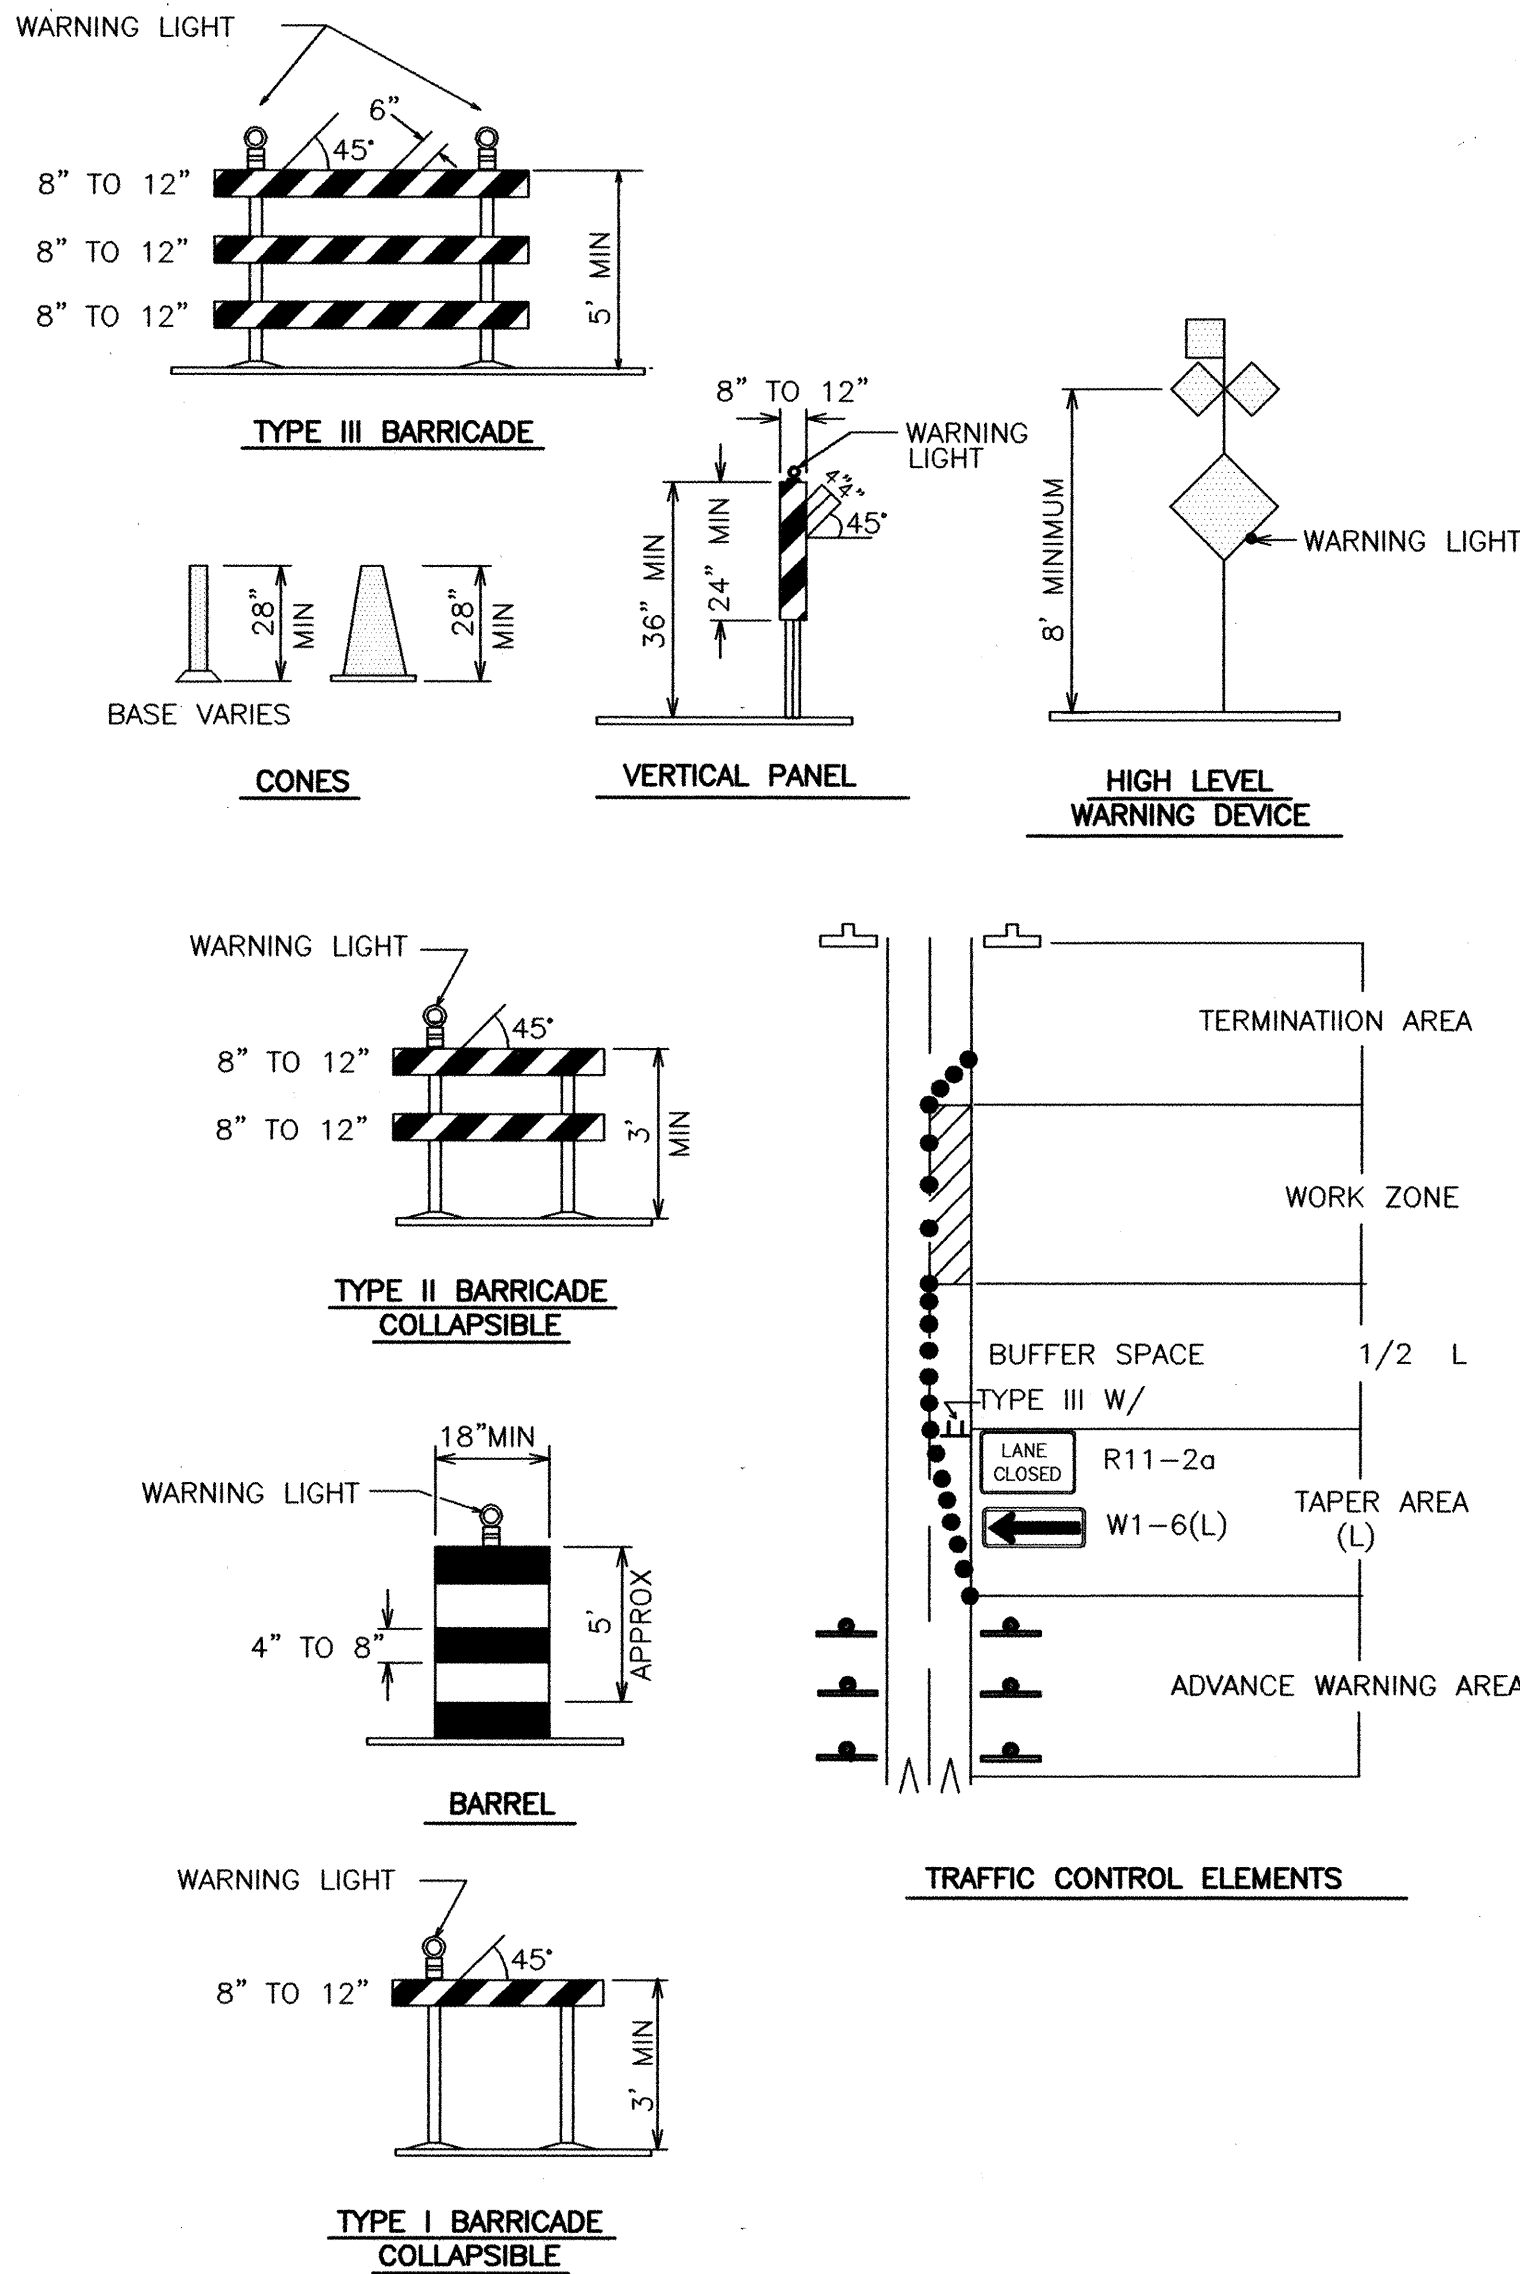 WARNING LIGHT
6”
45°
8” TO 12”
8” TO 12”
8” TO 12”
5' MIN
TYPE III BARRICADE
28” MIN
28” MIN
BASE VARIES
CONES
8” TO 12”
WARNING
LIGHT
4”4”
45°
36” MIN
24” MIN
VERTICAL PANEL
8' MINIMUM
WARNING LIGHT
HIGH LEVEL
WARNING DEVICE
WARNING LIGHT
45°
8” TO 12”
8” TO 12”
3' MIN
TYPE II BARRICADE
COLLAPSIBLE
18”MIN
WARNING LIGHT
4” TO 8”
5' APPROX
BARREL
WARNING LIGHT
45°
8” TO 12”
3' MIN
TYPE I BARRICADE
COLLAPSIBLE
TERMINATIION AREA
WORK ZONE
BUFFER SPACE 1/2 L
TYPE III W/
LANE
CLOSED
R11-2a
W1-6(L)
TAPER AREA
(L)
ADVANCE WARNING AREA
TRAFFIC CONTROL ELEMENTS